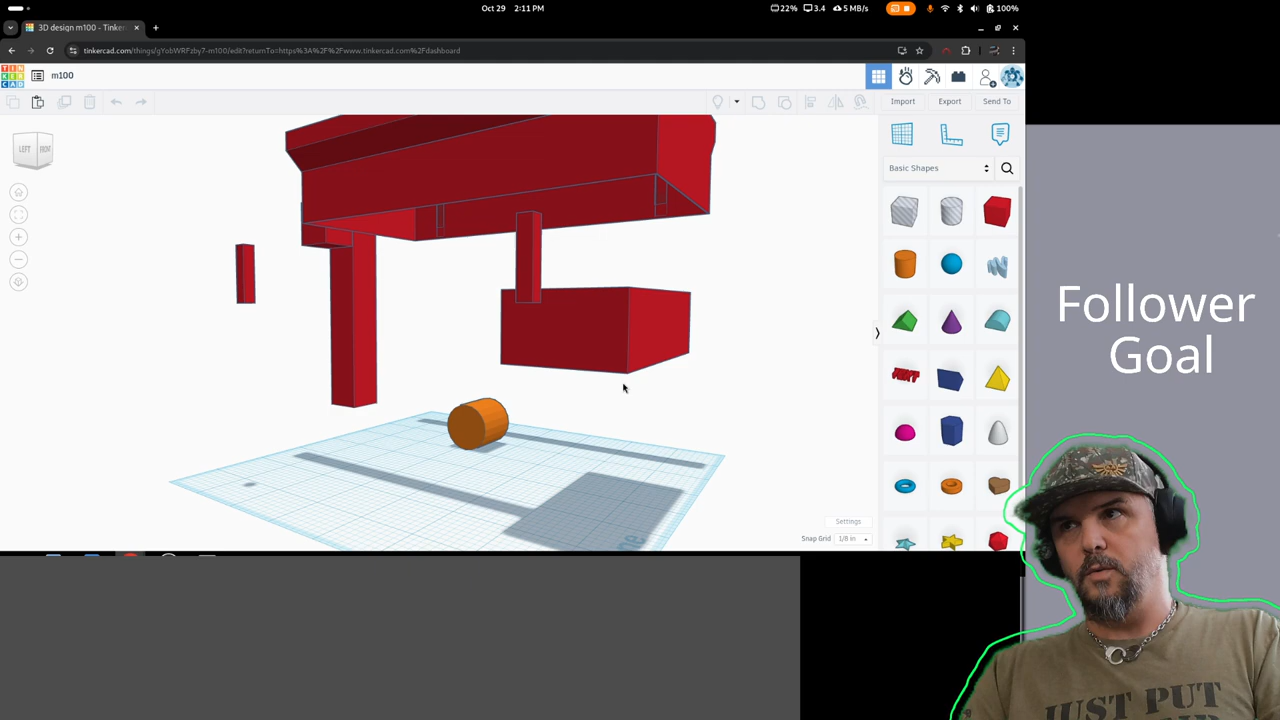 Oct 29 2:11 PM
22% 3.4 5 MB/s 100%
3D design m100 - Tinker
tinkercad.com/things/gYobWRFzby7-m100/edit?returnTo=https%3A%2F%2Fwww.tinkercad.com%2Fdashboard
TIN
KER
CAD
m100
Import Export Send To
LEFT FRONT
Basic Shapes
Settings
Snap Grid 1/8 in
Follower
Goal
JUST PUT